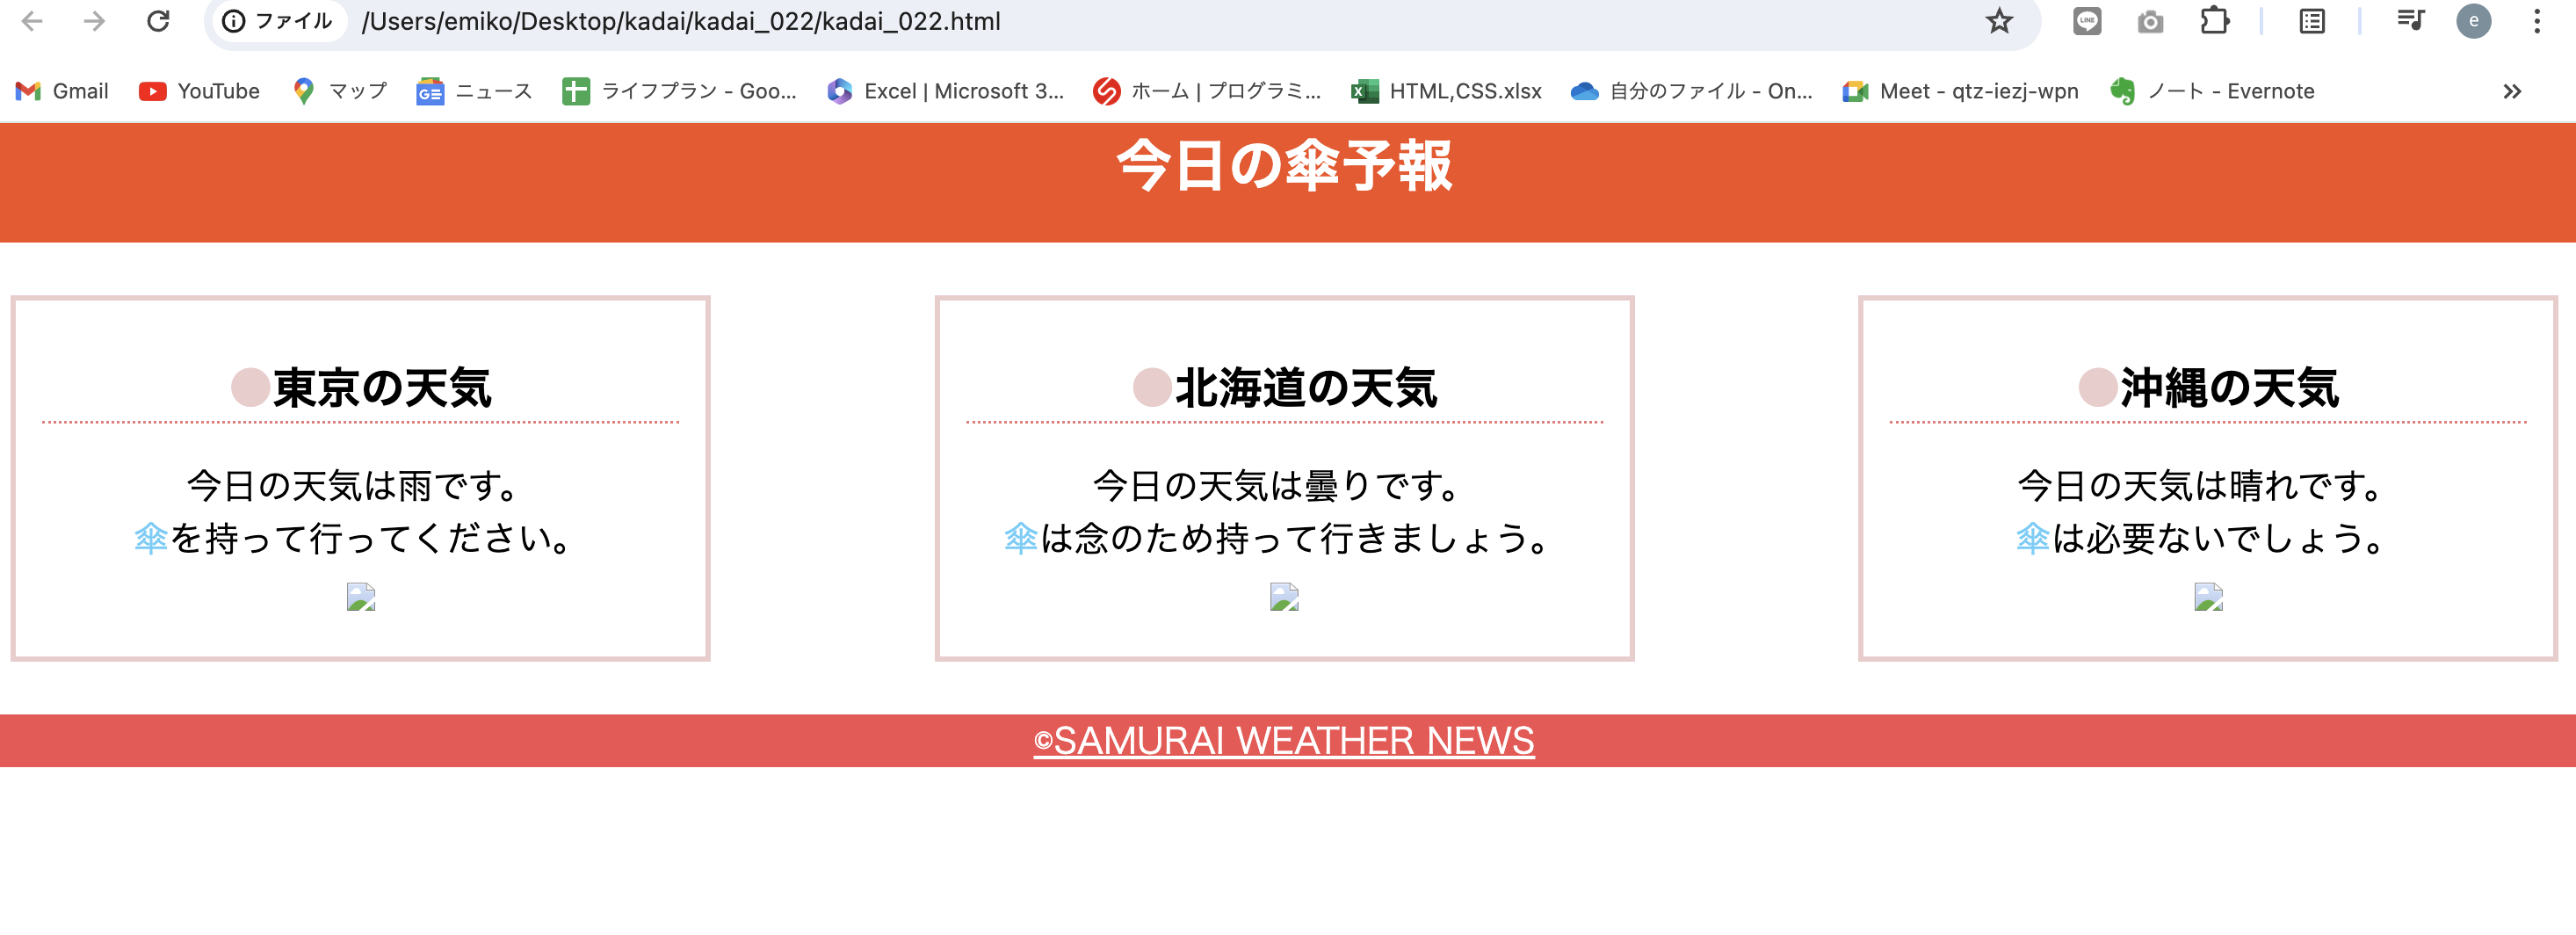 ファイル /Users/emiko/Desktop/kadai/kadai_022/kadai_022.html
LINE
e
Gmail YouTube マップ ニュース ライフプラン - Goo... Excel | Microsoft 3... ホーム | プログラミ... HTML,CSS.xlsx 自分のファイル - On... Meet - qtz-iezj-wpn ノート - Evernote
今日の傘予報
●東京の天気
今日の天気は雨です。
傘を持って行ってください。
●北海道の天気
今日の天気は曇りです。
傘は念のため持って行きましょう。
●沖縄の天気
今日の天気は晴れです。
傘は必要ないでしょう。
©SAMURAI WEATHER NEWS